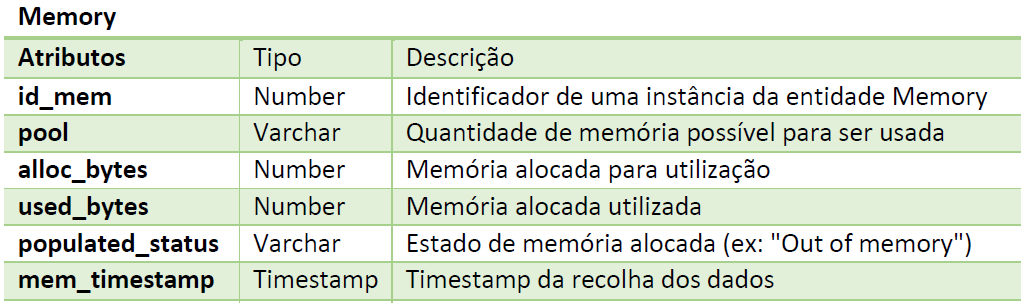 Memory
Atributos Tipo Descrição
id_mem Number Identificador de uma instância da entidade Memory
pool Varchar Quantidade de memória possível para ser usada
alloc_bytes Number Memória alocada para utilização
used_bytes Number Memória alocada utilizada
populated_status Varchar Estado de memória alocada (ex: "Out of memory")
mem_timestamp Timestamp Timestamp da recolha dos dados